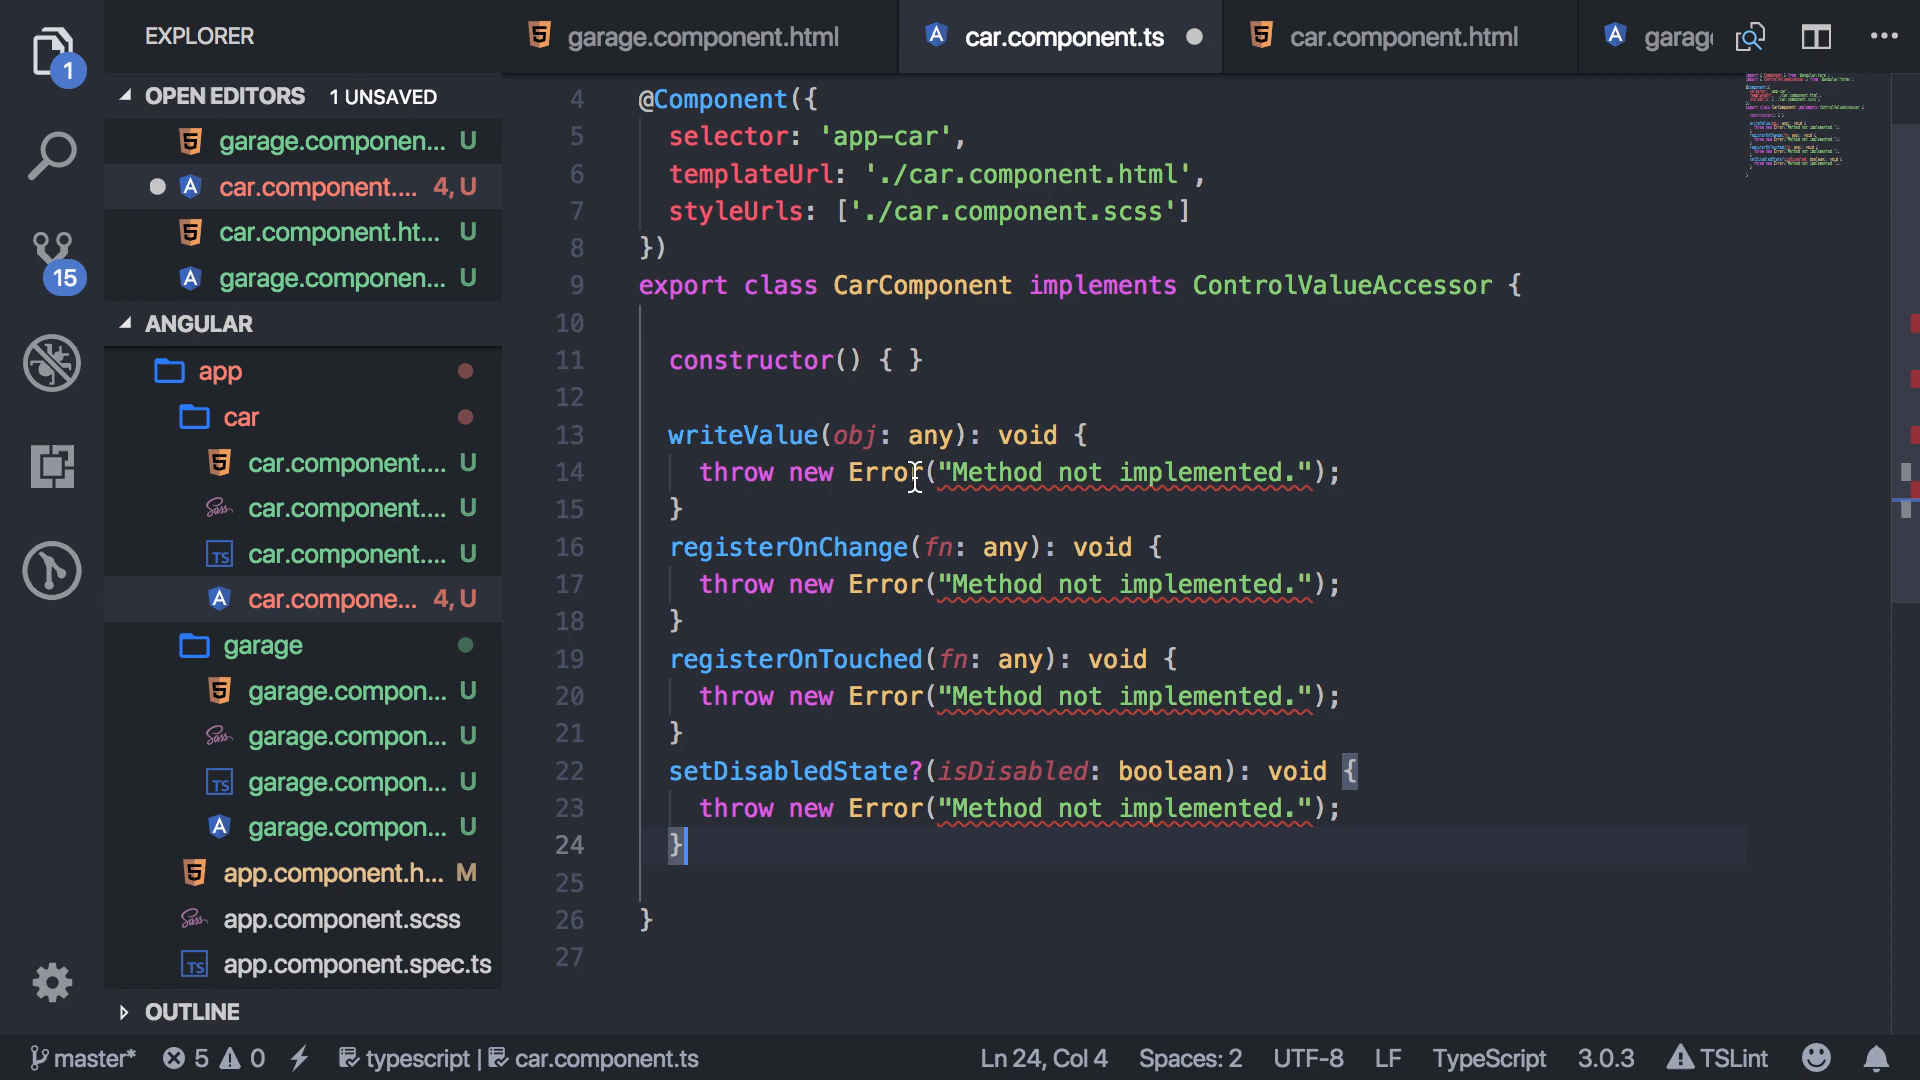 EXPLORER
OPEN EDITORS 1 UNSAVED
garage.componen... U
car.component.... 4, U
car.component.ht... U
garage.componen... U
ANGULAR
app
car
car.component.... U
car.component.... U
car.component.... U
car.compone... 4, U
garage
garage.compon... U
garage.compon... U
garage.compon... U
garage.compon... U
app.component.h... M
app.component.scss
app.component.spec.ts
OUTLINE
1
15
garage.component.html
car.component.ts
car.component.html
garag
4 @Component({
5 selector: 'app-car',
6 templateUrl: './car.component.html',
7 styleUrls: ['./car.component.scss']
8 })
9 export class CarComponent implements ControlValueAccessor {
10
11 constructor() { }
12
13 writeValue(obj: any): void {
14 throw new Error("Method not implemented.");
15 }
16 registerOnChange(fn: any): void {
17 throw new Error("Method not implemented.");
18 }
19 registerOnTouched(fn: any): void {
20 throw new Error("Method not implemented.");
21 }
22 setDisabledState?(isDisabled: boolean): void {
23 throw new Error("Method not implemented.");
24 }
25
26 }
27
master* 5 0 typescript | car.component.ts Ln 24, Col 4 Spaces: 2 UTF-8 LF TypeScript 3.0.3 TSLint